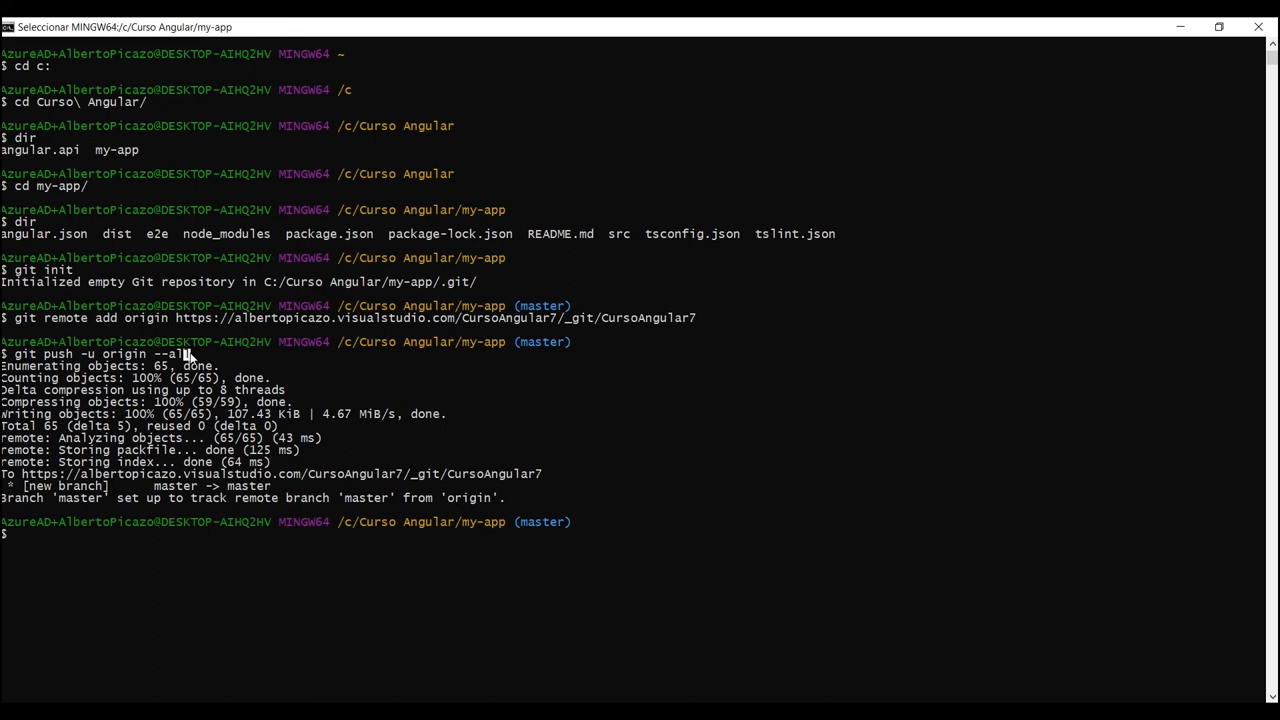 Seleccionar MINGW64:/c/Curso Angular/my-app
AzureAD+AlbertoPicazo@DESKTOP-AIHQ2HV MINGW64 ~
$ cd c:
AzureAD+AlbertoPicazo@DESKTOP-AIHQ2HV MINGW64 /c
$ cd Curso\ Angular/
AzureAD+AlbertoPicazo@DESKTOP-AIHQ2HV MINGW64 /c/Curso Angular
$ dir
angular.api my-app
AzureAD+AlbertoPicazo@DESKTOP-AIHQ2HV MINGW64 /c/Curso Angular
$ cd my-app/
AzureAD+AlbertoPicazo@DESKTOP-AIHQ2HV MINGW64 /c/Curso Angular/my-app
$ dir
angular.json dist e2e node_modules package.json package-lock.json README.md src tsconfig.json tslint.json
AzureAD+AlbertoPicazo@DESKTOP-AIHQ2HV MINGW64 /c/Curso Angular/my-app
$ git init
Initialized empty Git repository in C:/Curso Angular/my-app/.git/
AzureAD+AlbertoPicazo@DESKTOP-AIHQ2HV MINGW64 /c/Curso Angular/my-app (master)
$ git remote add origin https://albertopicazo.visualstudio.com/CursoAngular7/_git/CursoAngular7
AzureAD+AlbertoPicazo@DESKTOP-AIHQ2HV MINGW64 /c/Curso Angular/my-app (master)
$ git push -u origin --all
Enumerating objects: 65, done.
Counting objects: 100% (65/65), done.
Delta compression using up to 8 threads
Compressing objects: 100% (59/59), done.
Writing objects: 100% (65/65), 107.43 KiB | 4.67 MiB/s, done.
Total 65 (delta 5), reused 0 (delta 0)
remote: Analyzing objects... (65/65) (43 ms)
remote: Storing packfile... done (125 ms)
remote: Storing index... done (64 ms)
To https://albertopicazo.visualstudio.com/CursoAngular7/_git/CursoAngular7
* [new branch] master -> master
Branch 'master' set up to track remote branch 'master' from 'origin'.
AzureAD+AlbertoPicazo@DESKTOP-AIHQ2HV MINGW64 /c/Curso Angular/my-app (master)
$